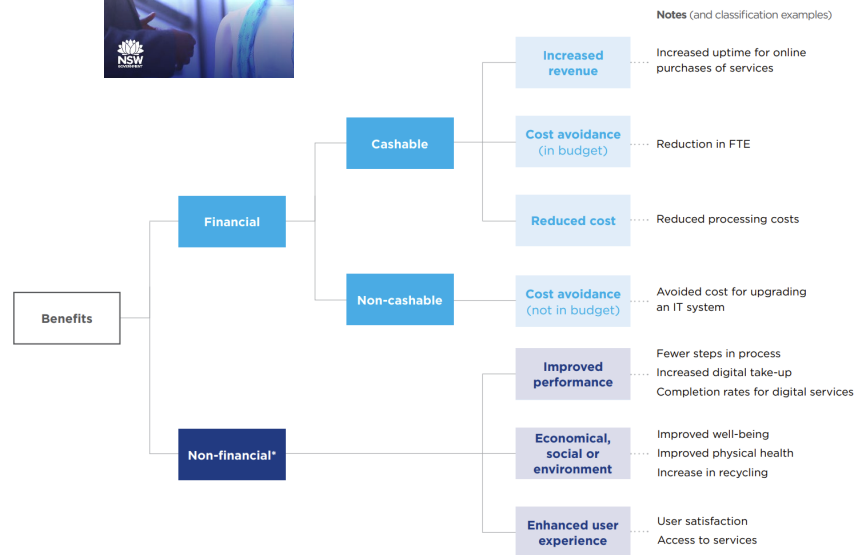 Notes (and classification examples)
NSW
GOVERNMENT
Increased
revenue
Increased uptime for online
purchases of services
Cashable
Cost avoidance
(in budget)
Reduction in FTE
Financial
Reduced cost
Reduced processing costs
Non-cashable
Cost avoidance
(not in budget)
Avoided cost for upgrading
an IT system
Benefits
Improved
performance
Fewer steps in process
Increased digital take-up
Completion rates for digital services
Non-financial*
Economical,
social or
environment
Improved well-being
Improved physical health
Increase in recycling
Enhanced user
experience
User satisfaction
Access to services